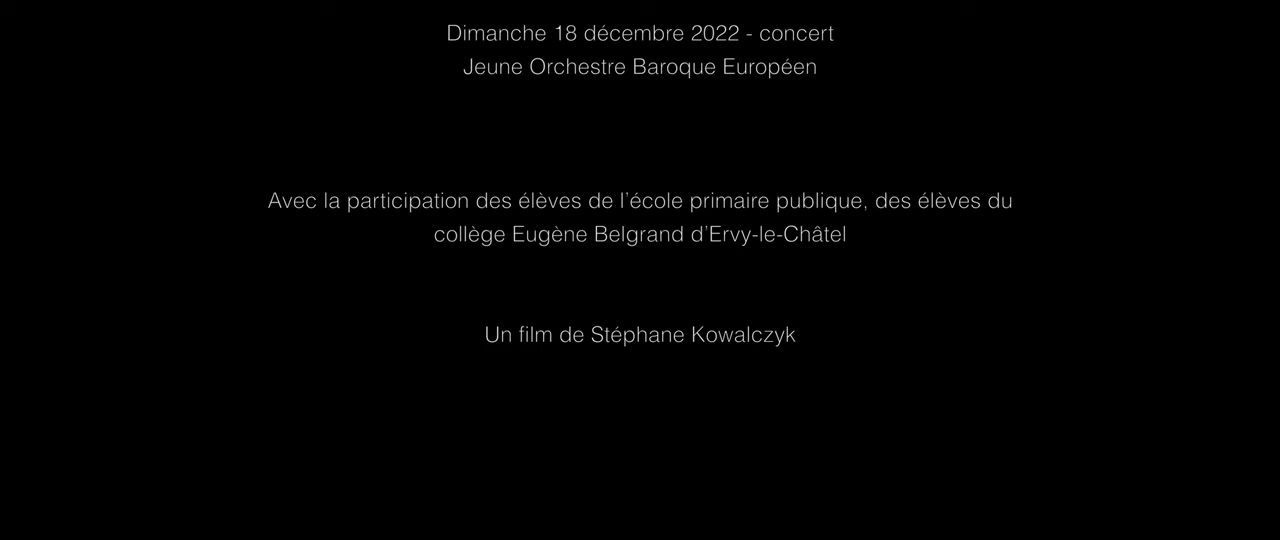 Dimanche 18 décembre 2022 - concert
Jeune Orchestre Baroque Européen
Avec la participation des élèves de l’école primaire publique, des élèves du
collège Eugène Belgrand d’Ervy-le-Châtel
Un film de Stéphane Kowalczyk